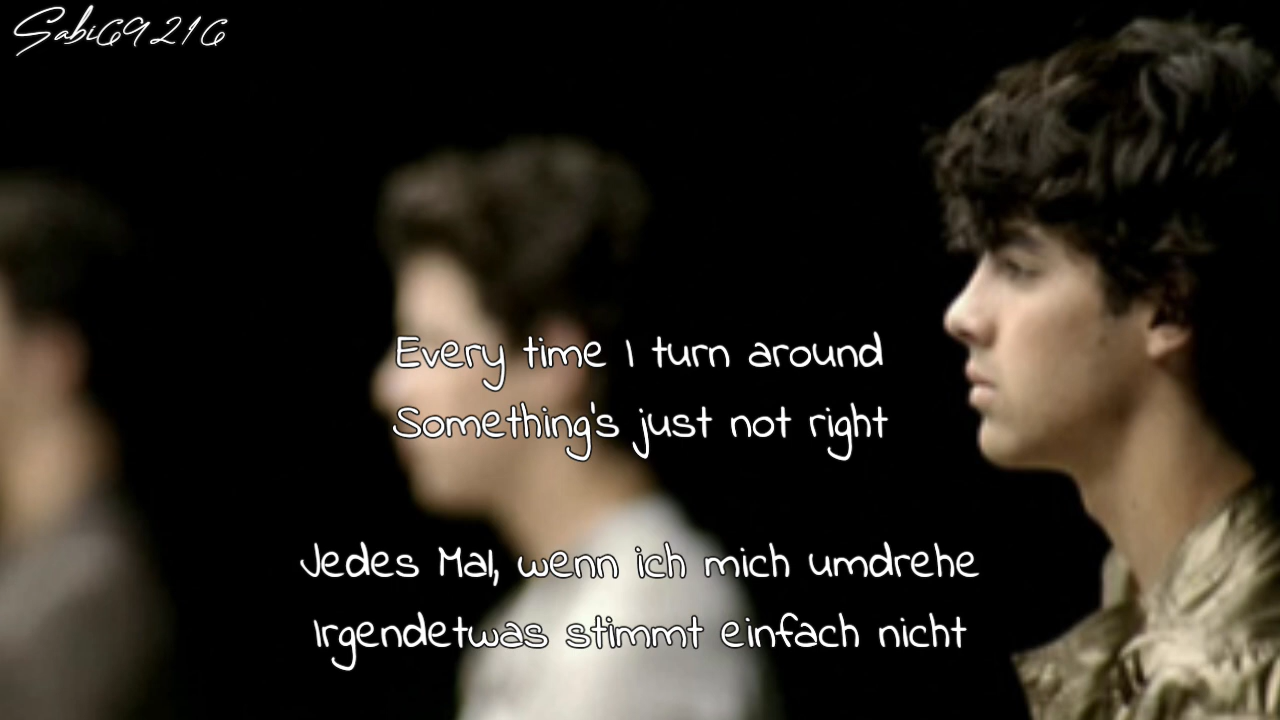 Sabi69216
Every time I turn around
Something's just not right
Jedes Mal, wenn ich mich umdrehe
Irgendetwas stimmt einfach nicht